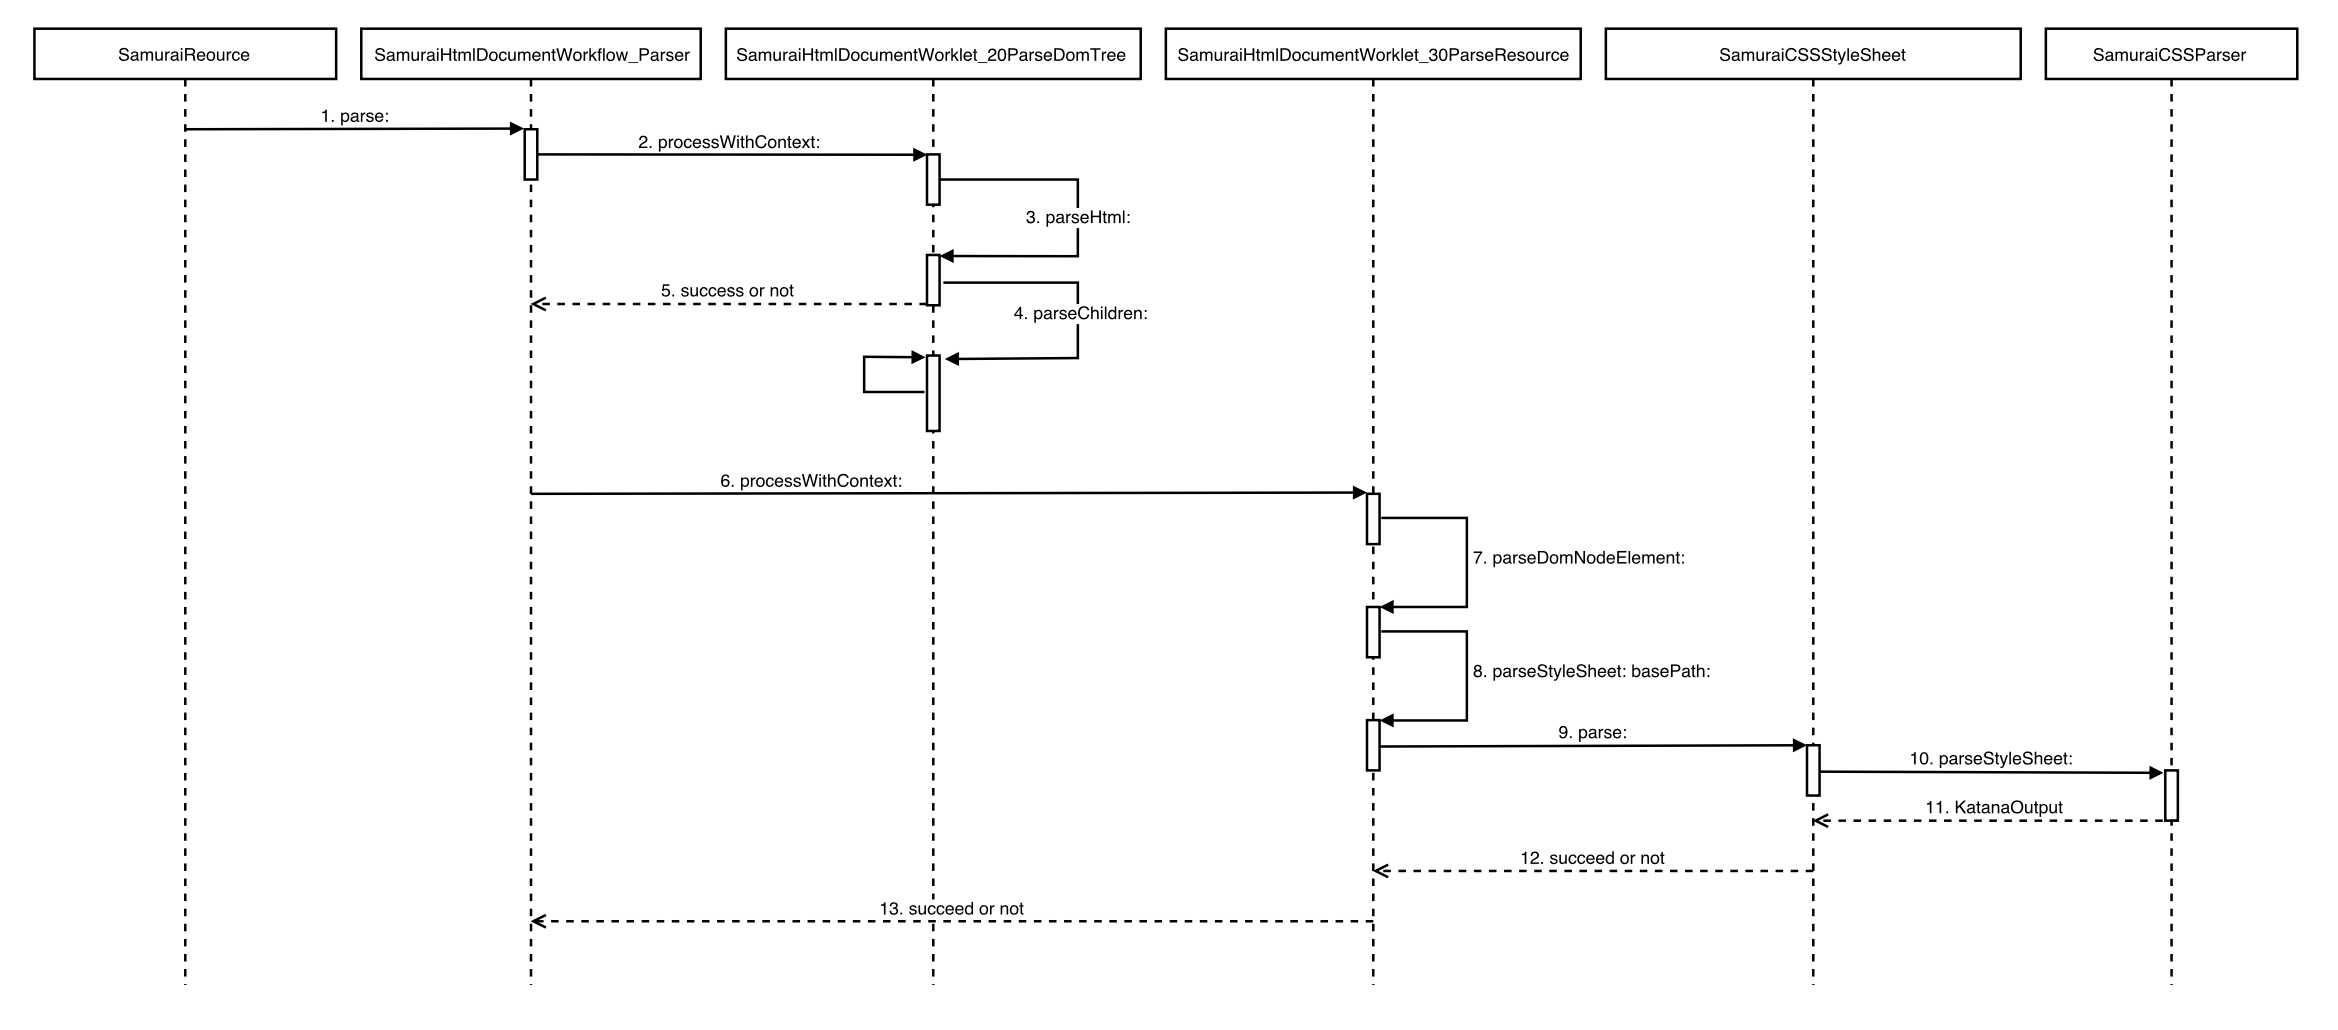 SamuraiReource
SamuraiHtmlDocumentWorkflow_Parser
SamuraiHtmlDocumentWorklet_20ParseDomTree
SamuraiHtmlDocumentWorklet_30ParseResource
SamuraiCSSStyleSheet
SamuraiCSSParser
1. parse:
2. processWithContext:
3. parseHtml:
5. success or not
4. parseChildren:
6. processWithContext:
7. parseDomNodeElement:
8. parseStyleSheet: basePath:
9. parse:
10. parseStyleSheet:
11. KatanaOutput
12. succeed or not
13. succeed or not